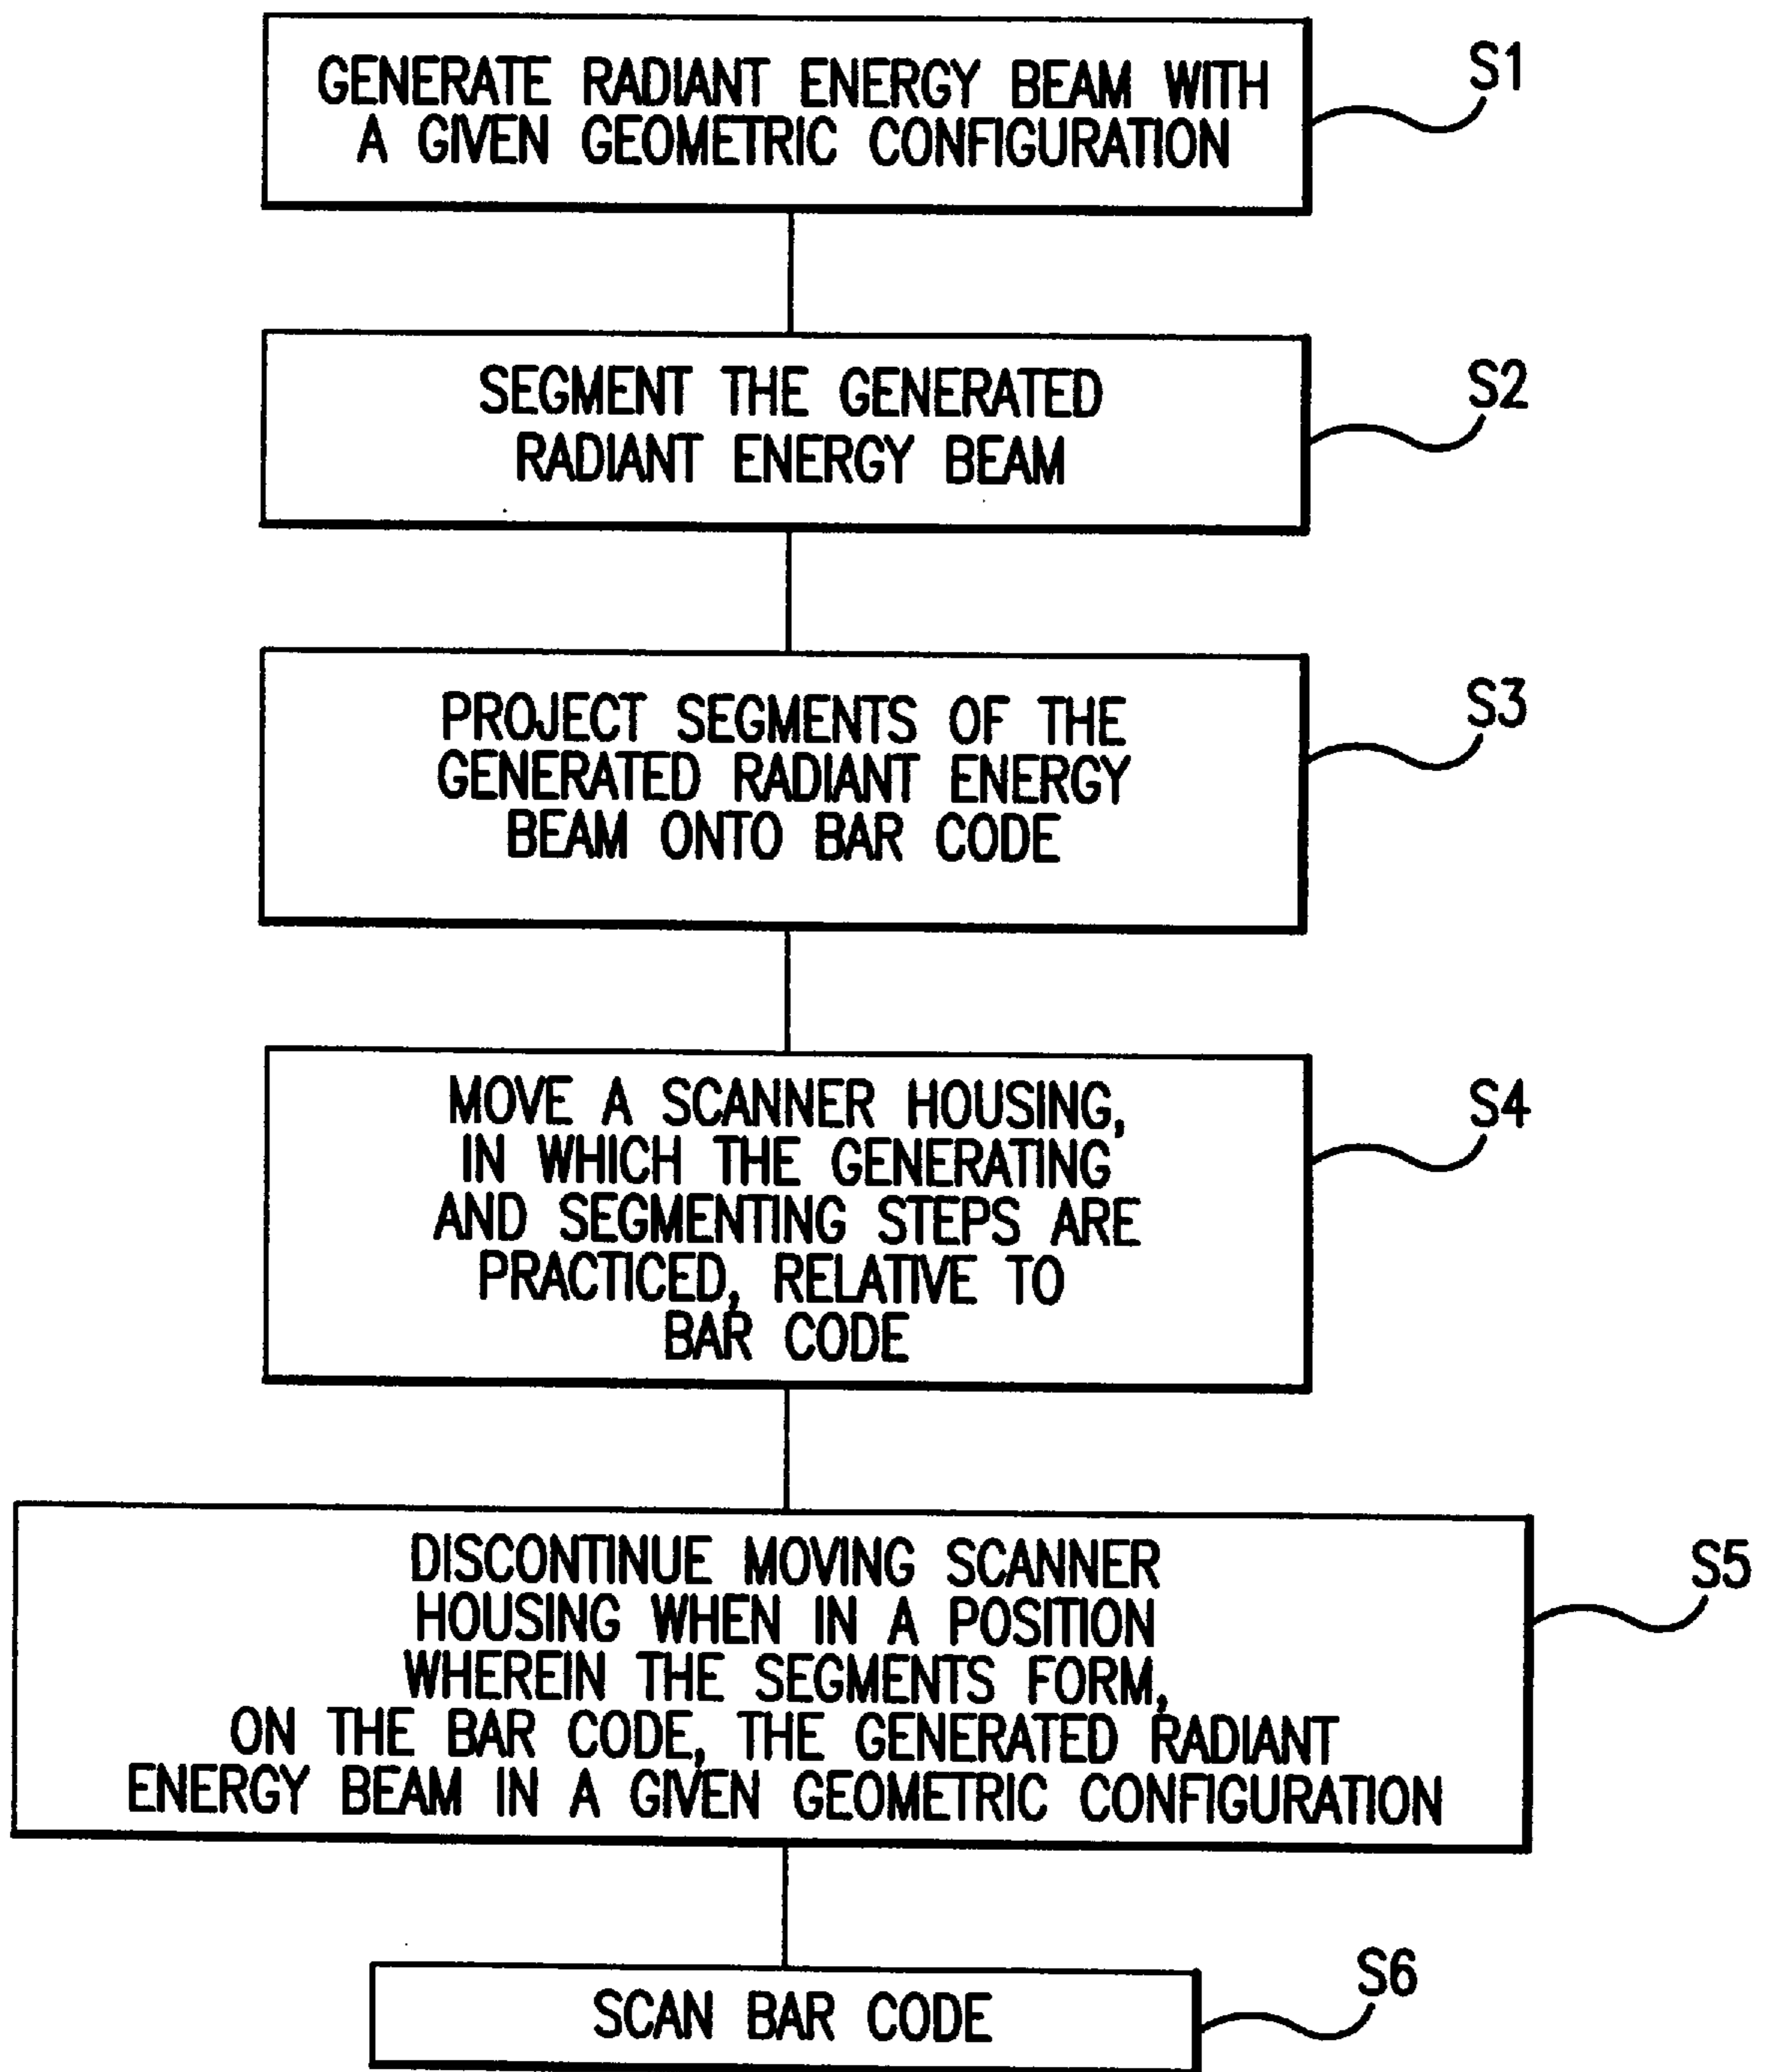 GENERATE RADIANT ENERGY BEAM WITH
A GIVEN GEOMETRIC CONFIGURATION
S1
SEGMENT THE GENERATED
RADIANT ENERGY BEAM
S2
PROJECT SEGMENTS OF THE
GENERATED RADIANT ENERGY
BEAM ONTO BAR CODE
S3
MOVE A SCANNER HOUSING,
IN WHICH THE GENERATING
AND SEGMENTING STEPS ARE
PRACTICED, RELATIVE TO
BAR CODE
S4
DISCONTINUE MOVING SCANNER
HOUSING WHEN IN A POSITION
WHEREIN THE SEGMENTS FORM,
ON THE BAR CODE, THE GENERATED RADIANT
ENERGY BEAM IN A GIVEN GEOMETRIC CONFIGURATION
S5
SCAN BAR CODE
S6